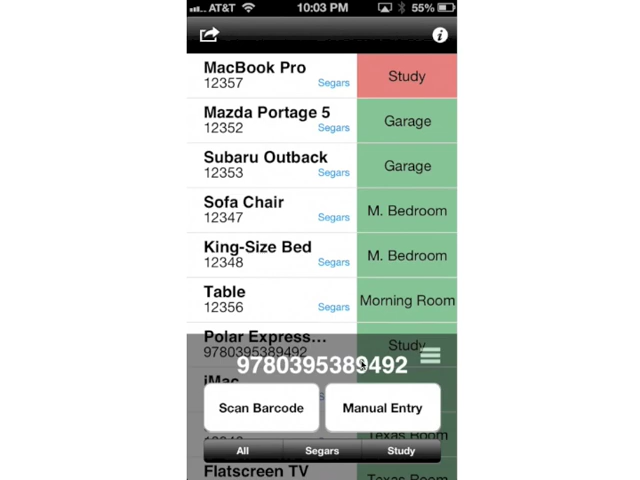 AT&T 10:03 PM 55%
MacBook Pro
12357 Segars Study
Mazda Portage 5
12352 Segars Garage
Subaru Outback
12353 Segars Garage
Sofa Chair
12347 Segars M. Bedroom
King-Size Bed
12348 Segars M. Bedroom
Table
12356 Segars Morning Room
Polar Express...
9780395389492 Study
9780395389492
iMac
Scan Barcode Manual Entry
Texas Room
All Segars Study
Flatscreen TV
Texas Room